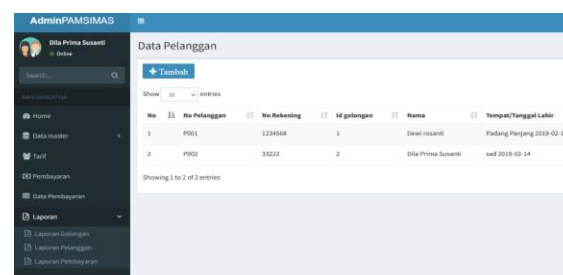 AdminPAMSIMAS
Dila Prima Susanti
Online
Search...
MAIN NAVIGATION
Home
Data master
Tarif
Pembayaran
Data Pembayaran
Laporan
Laporan Golongan
Laporan Pelanggan
Laporan Pembayaran
Data Pelanggan
Tambah
Show 10 entries
No No Pelanggan No Rekening Id golongan Nama Tempat/Tanggal Lahir
1 P001 1234568 1 Dewi rosanti Padang Panjang 2019-02-1
2 P002 33222 2 Dila Prima Susanti sad 2019-02-14
Showing 1 to 2 of 2 entries